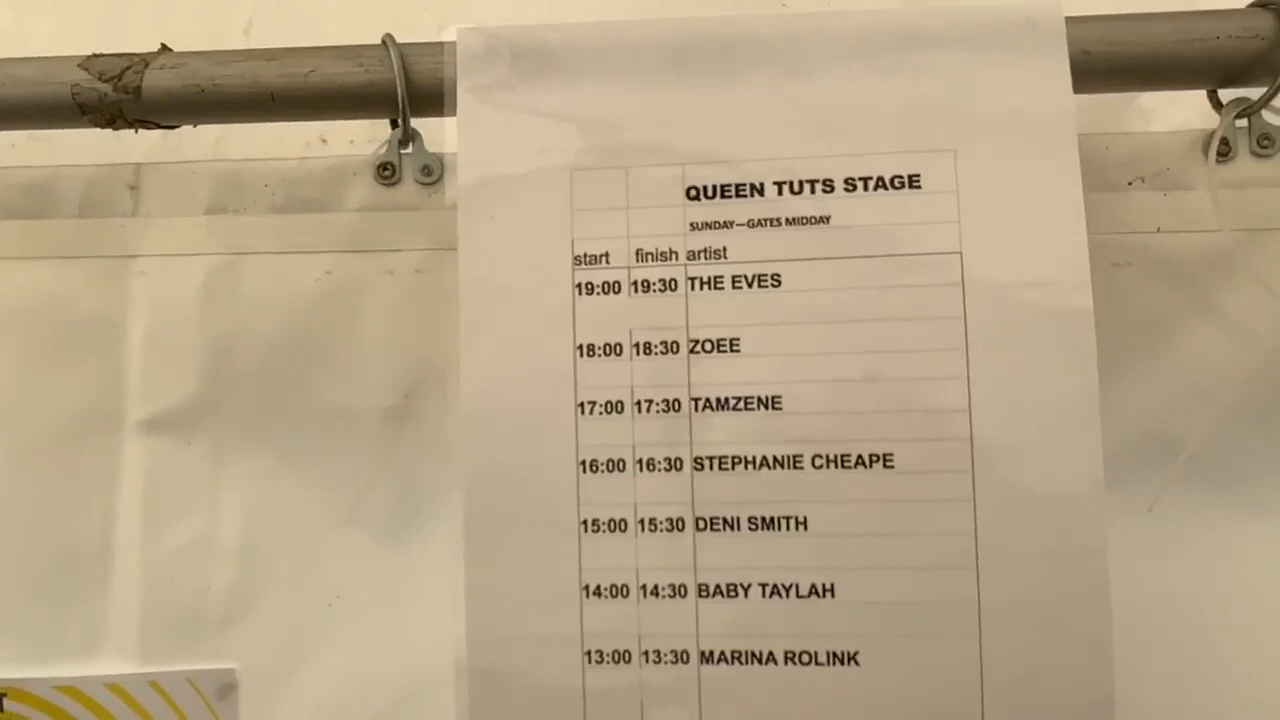 QUEEN TUTS STAGE
SUNDAY—GATES MIDDAY
start finish artist
19:00 19:30 THE EVES
18:00 18:30 ZOEE
17:00 17:30 TAMZENE
16:00 16:30 STEPHANIE CHEAPE
15:00 15:30 DENI SMITH
14:00 14:30 BABY TAYLAH
13:00 13:30 MARINA ROLINK
T